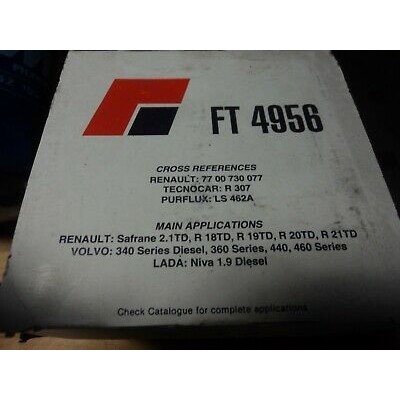 FT 4956
CROSS REFERENCES
RENAULT: 77 00 730 077
TECNOCAR: R 307
PURFLUX: LS 462A
MAIN APPLICATIONS
RENAULT: Safrane 2.1TD, R 18TD, R 19TD, R 20TD, R 21TD
VOLVO: 340 Series Diesel, 360 Series, 440, 460 Series
LADA: Niva 1.9 Diesel
Check Catalogue for complete applications.